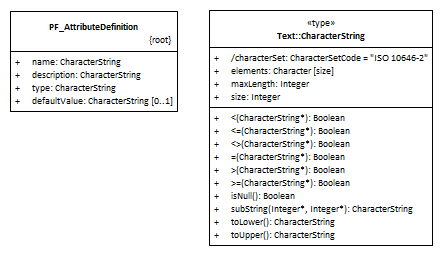 PF_AttributeDefinition
{root}
+ name: CharacterString
+ description: CharacterString
+ type: CharacterString
+ defaultValue: CharacterString [0..1]
«type»
Text::CharacterString
+ /characterSet: CharacterSetCode = "ISO 10646-2"
+ elements: Character [size]
+ maxLength: Integer
+ size: Integer
+ <(CharacterString*): Boolean
+ <=(CharacterString*): Boolean
+ <>(CharacterString*): Boolean
+ =(CharacterString*): Boolean
+ >(CharacterString*): Boolean
+ >=(CharacterString*): Boolean
+ isNull(): Boolean
+ subString(Integer*, Integer*): CharacterString
+ toLower(): CharacterString
+ toUpper(): CharacterString